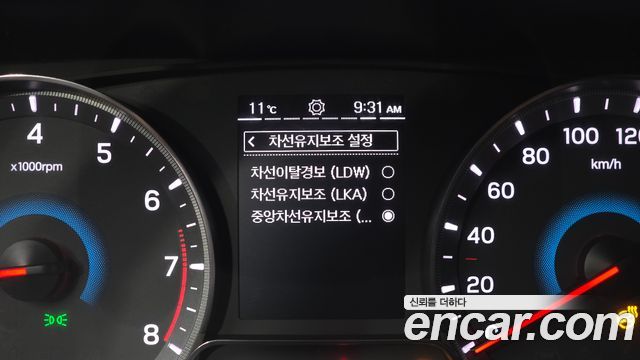 11℃ 9:31 AM
차선유지보조 설정
차선이탈경보 (LDW)
차선유지보조 (LKA)
중앙차선유지보조 (...
4
x1000rpm
5
6
7
8
120
100
80
km/h
60
40
20
신뢰를 더하다
encar.com